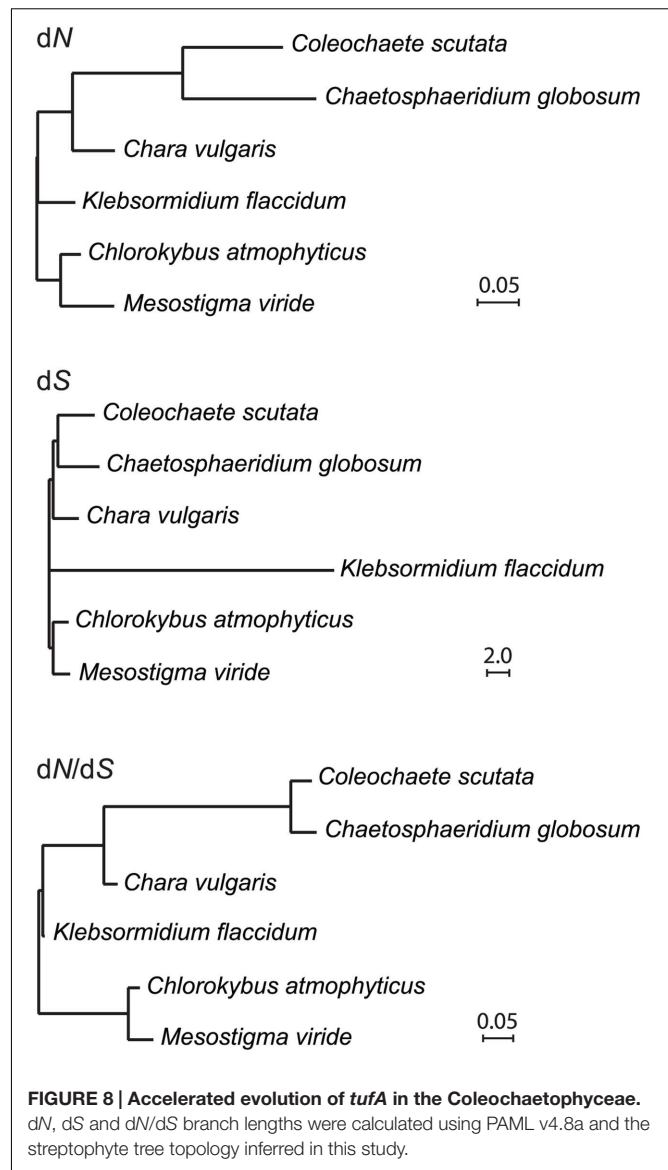 dN
Coleochaete scutata
Chaetosphaeridium globosum
Chara vulgaris
Klebsormidium flaccidum
Chlorokybus atmophyticus
Mesostigma viride
0.05
dS
Coleochaete scutata
Chaetosphaeridium globosum
Chara vulgaris
Klebsormidium flaccidum
Chlorokybus atmophyticus
Mesostigma viride
2.0
dN/dS
Coleochaete scutata
Chaetosphaeridium globosum
Chara vulgaris
Klebsormidium flaccidum
Chlorokybus atmophyticus
Mesostigma viride
0.05
FIGURE 8 | Accelerated evolution of tufA in the Coleochaetophyceae.
dN, dS and dN/dS branch lengths were calculated using PAML v4.8a and the
streptophyte tree topology inferred in this study.